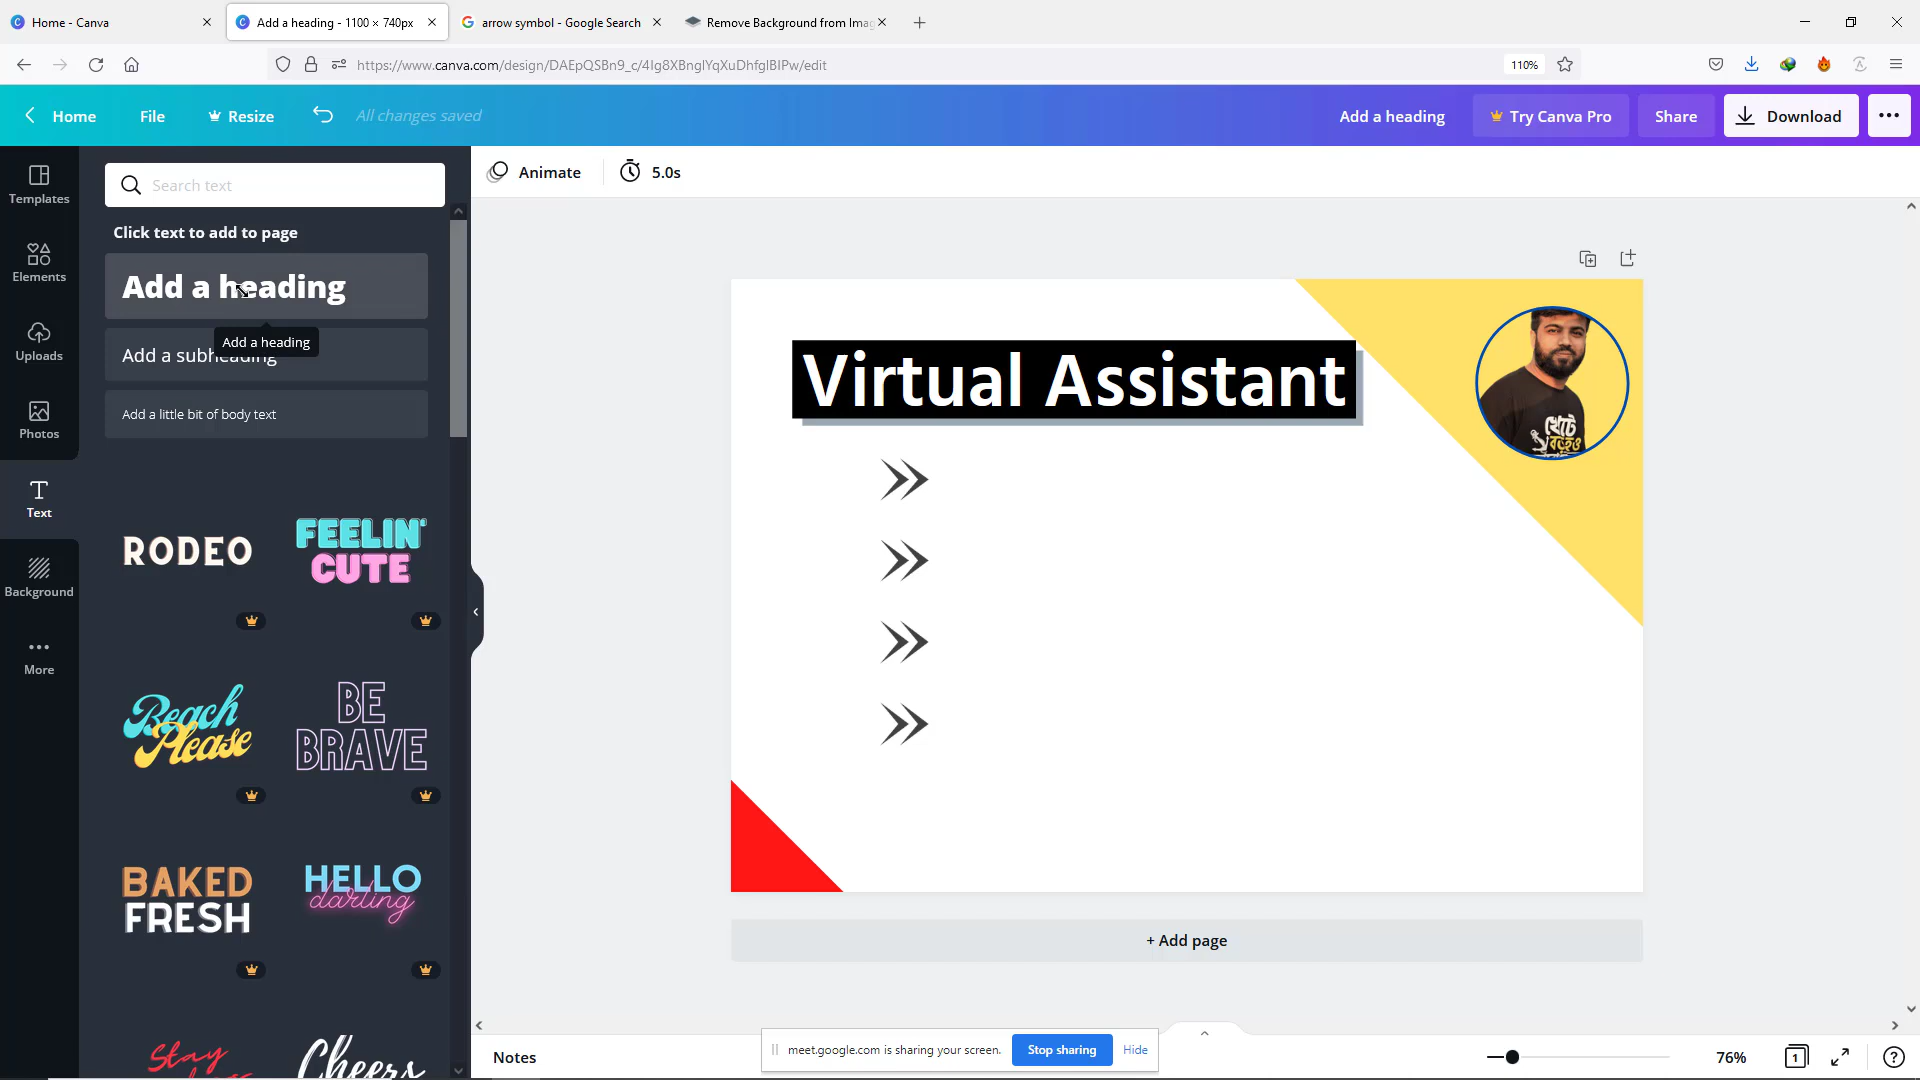 Home - Canva
Add a heading - 1100 × 740px
arrow symbol - Google Search
Remove Background from Imag
https://www.canva.com/design/DAEpQSBn9_c/4Ig8XBnglYqXuDhfglBIPw/edit
110%
Home
File
Resize
All changes saved
Add a heading
Try Canva Pro
Share
Download
Templates
Elements
Uploads
Photos
Text
Background
More
Search text
Click text to add to page
Add a heading
Add a heading
Add a subheading
Add a little bit of body text
RODEO
FEELIN'
CUTE
Beach
Please
BE
BRAVE
BAKED
FRESH
HELLO
darling
Stay
Cheers
Animate
5.0s
Virtual Assistant
+ Add page
Notes
meet.google.com is sharing your screen.
Stop sharing
Hide
76%
1